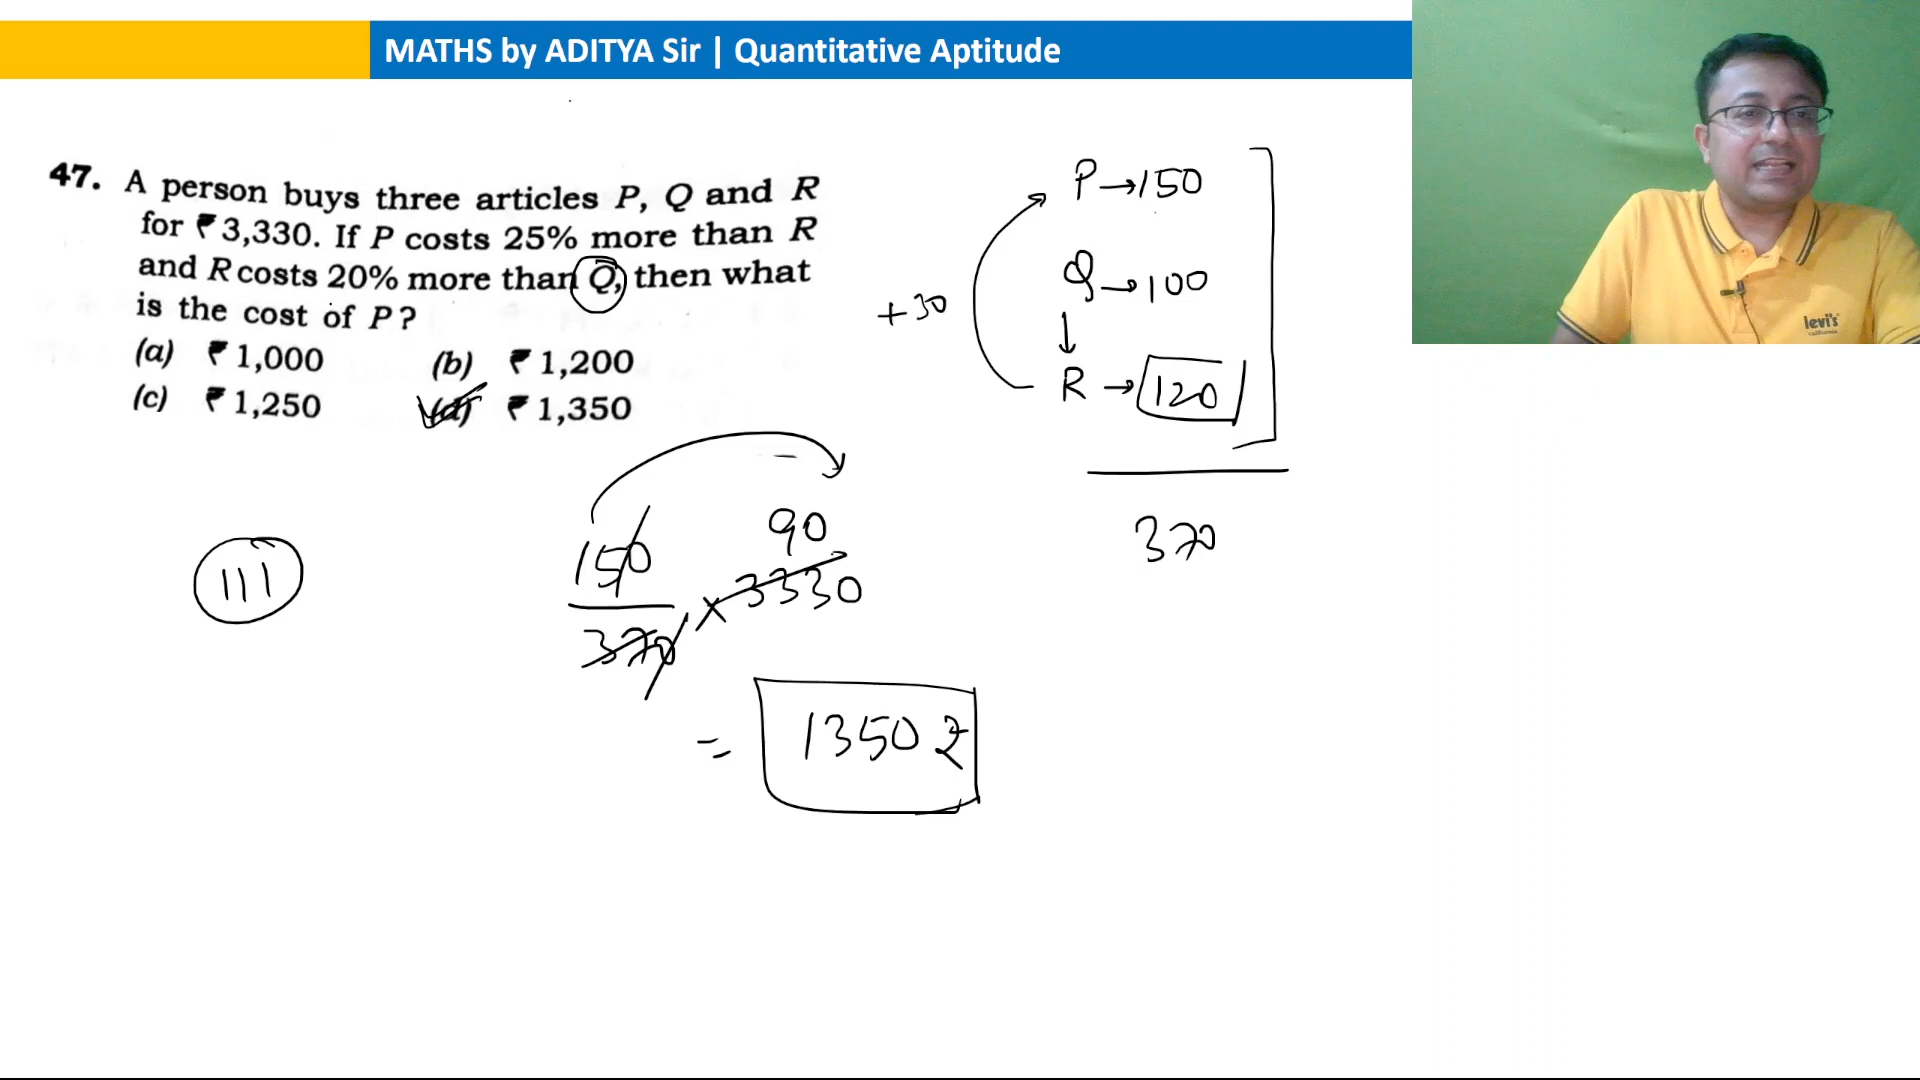 MATHS by ADITYA Sir | Quantitative Aptitude
47. A person buys three articles P, Q and R
for ₹ 3,330. If P costs 25% more than R
and R costs 20% more than Q, then what
is the cost of P?
(a) ₹ 1,000 (b) ₹ 1,200
(c) ₹ 1,250 (d) ₹ 1,350
P→150
Q→100
+30
R→120
370
111
150
90
370
×3330
= 1350 ₹
levi's